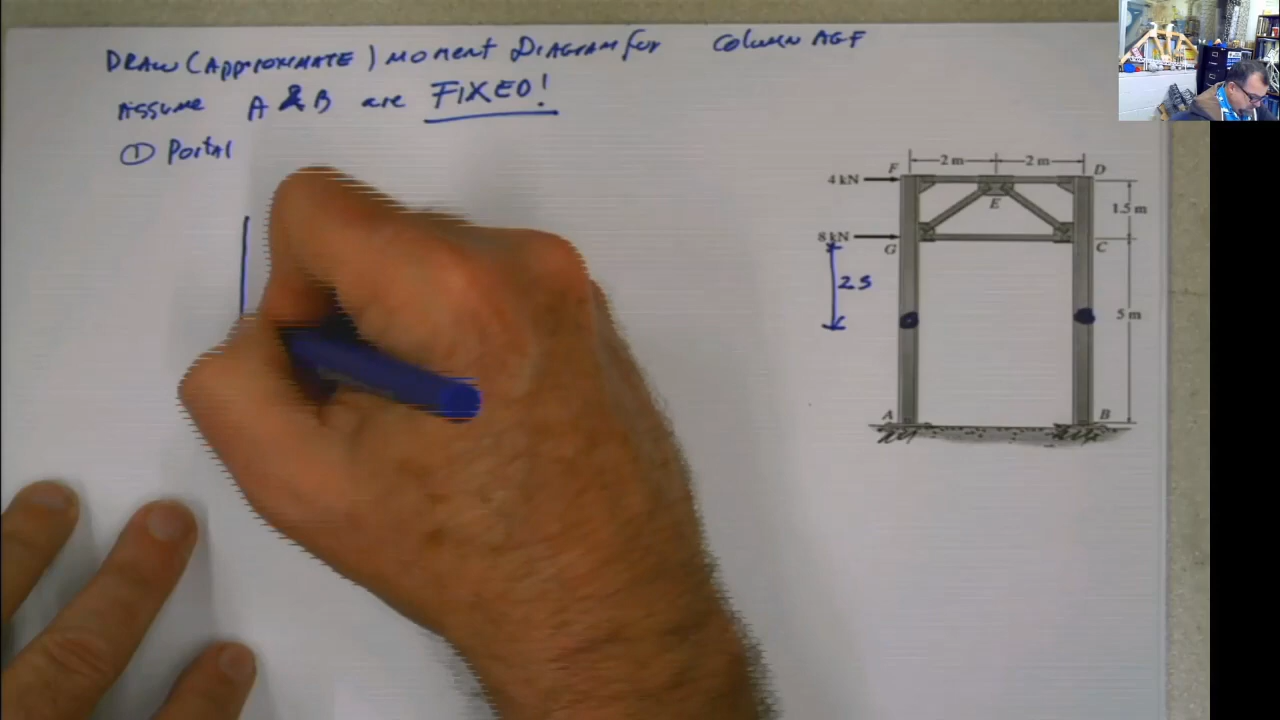 DRAW (APPROXIMATE) MOMENT DIAGRAM for COLUMN AGF
ASSUME A & B are FIXED!
① Portal
2 m 2 m
F D
4 kN
E
1.5 m
8 kN
G C
2.5
5 m
A B